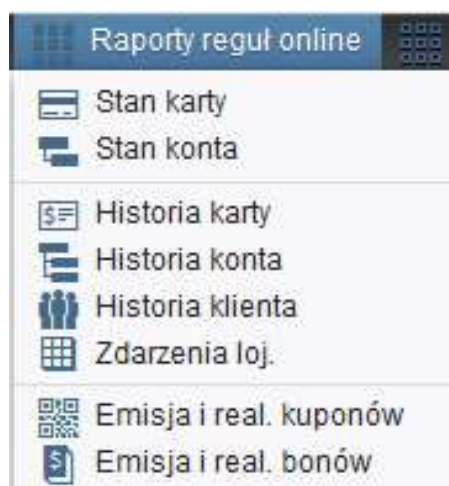 Raporty reguł online
Stan karty
Stan konta
Historia karty
Historia konta
Historia klienta
Zdarzenia loj.
Emisja i real. kuponów
Emisja i real. bonów